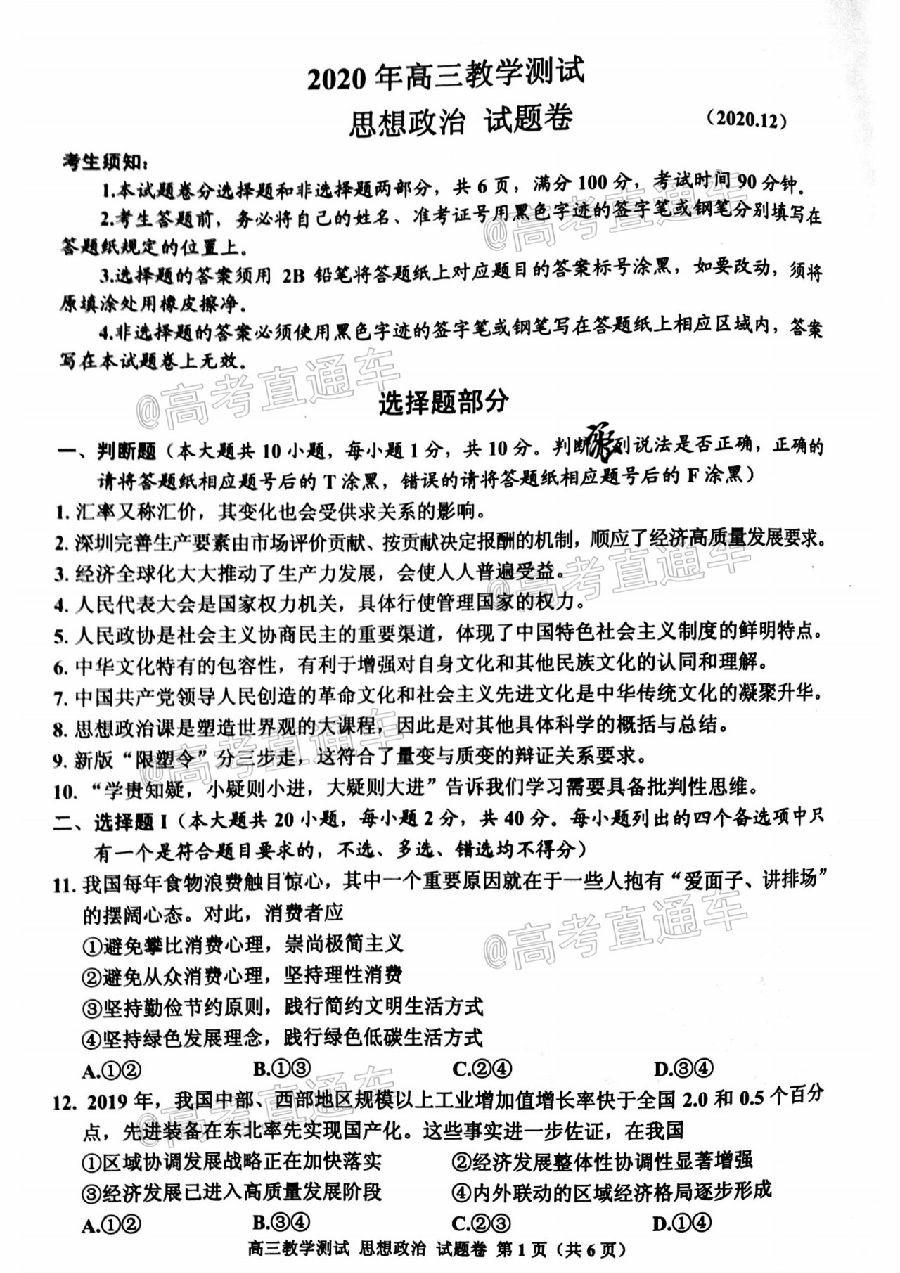 2020 年高三教学测试
思想政治 试题卷 (2020.12)
考生须知:
1.本试题卷分选择题和非选择题两部分，共 6 页，满分 100 分，考试时间 90 分钟。
2.考生答题前，务必将自己的姓名、准考证号用黑色字迹的签字笔或钢笔分别填写在
答题纸规定的位置上。
@高考直通车
3.选择题的答案须用 2B 铅笔将答题纸上对应题目的答案标号涂黑，如要改动，须将
原填涂处用橡皮擦净。
4.非选择题的答案必须使用黑色字迹的签字笔或钢笔写在答题纸上相应区域内，答案
写在本试题卷上无效。
@高考直通车
选择题部分
一、判断题（本大题共 10 小题，每小题 1 分，共 10 分。判断列说法是否正确，正确的
请将答题纸相应题号后的 T 涂黑，错误的请将答题纸相应题号后的 F 涂黑）
1. 汇率又称汇价，其变化也会受供求关系的影响。
2. 深圳完善生产要素由市场评价贡献、按贡献决定报酬的机制，顺应了经济高质量发展要求。
3. 经济全球化大大推动了生产力发展，会使人人普遍受益。
@高考直通车
4. 人民代表大会是国家权力机关，具体行使管理国家的权力。
5. 人民政协是社会主义协商民主的重要渠道，体现了中国特色社会主义制度的鲜明特点。
6. 中华文化特有的包容性，有利于增强对自身文化和其他民族文化的认同和理解。
7. 中国共产党领导人民创造的革命文化和社会主义先进文化是中华传统文化的凝聚升华。
8. 思想政治课是塑造世界观的大课程，因此是对其他具体科学的概括与总结。
@高考直通车
9. 新版“限塑令”分三步走，这符合了量变与质变的辩证关系要求。
10. “学贵知疑，小疑则小进，大疑则大进”告诉我们学习需要具备批判性思维。
二、选择题 I（本大题共 20 小题，每小题 2 分，共 40 分。每小题列出的四个备选项中只
有一个是符合题目要求的，不选、多选、错选均不得分）
11. 我国每年食物浪费触目惊心，其中一个重要原因就在于一些人抱有“爱面子、讲排场”
的摆阔心态。对此，消费者应
@高考直通车
①避免攀比消费心理，崇尚极简主义
②避免从众消费心理，坚持理性消费
③坚持勤俭节约原则，践行简约文明生活方式
④坚持绿色发展理念，践行绿色低碳生活方式
A.①② B.①③ C.②④ D.③④
@高考直通车
12. 2019 年，我国中部、西部地区规模以上工业增加值增长率快于全国 2.0 和 0.5 个百分
点，先进装备在东北率先实现国产化。这些事实进一步佐证，在我国
①区域协调发展战略正在加快落实 ②经济发展整体性协调性显著增强
③经济发展已进入高质量发展阶段 ④内外联动的区域经济格局逐步形成
A.①② B.③④ C.②③ D.①④
高三教学测试 思想政治 试题卷 第 1 页（共 6 页）